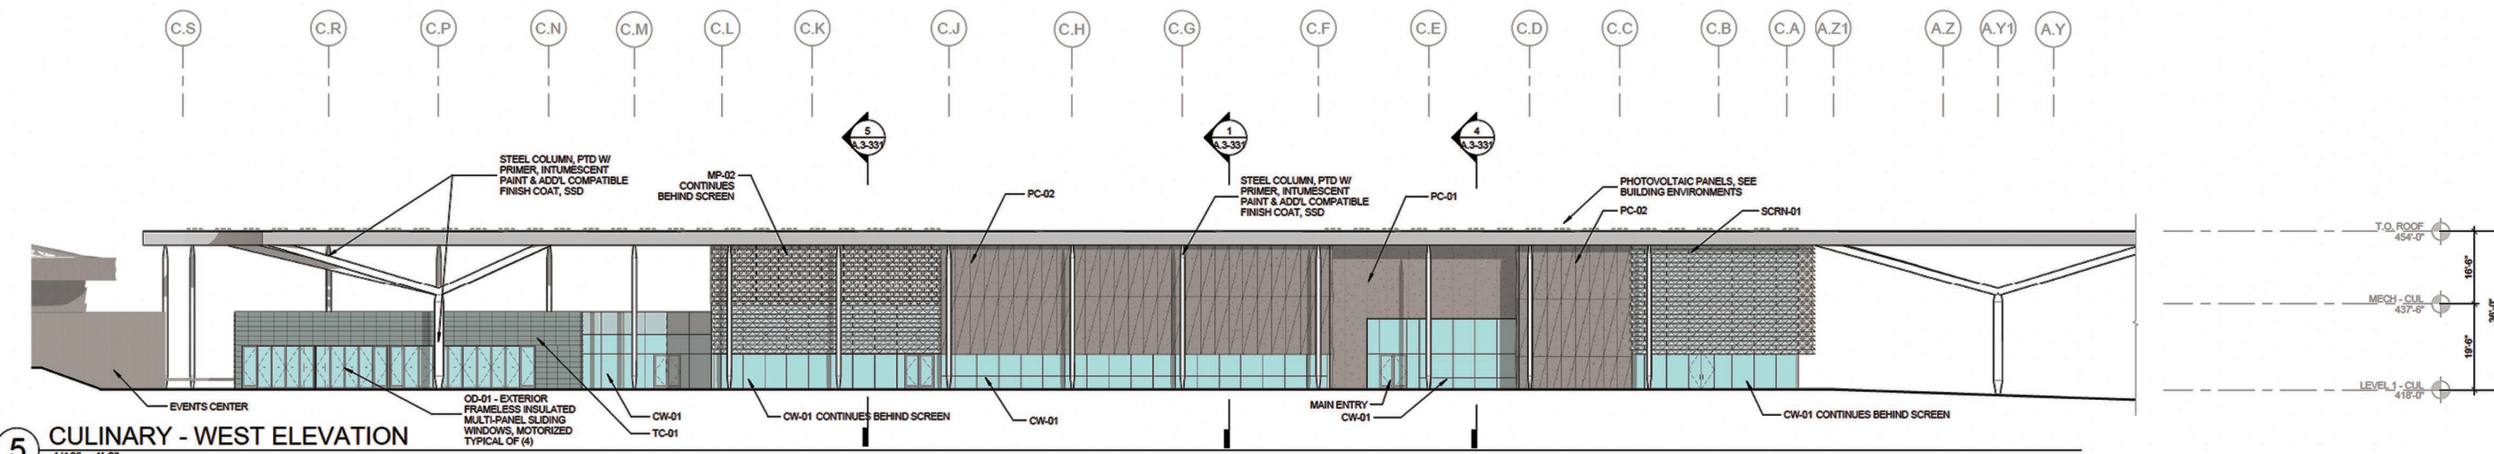 C.S
C.R
C.P
C.N
C.M
C.L
C.K
C.J
C.H
C.G
C.F
C.E
C.D
C.C
C.B
C.A
A.Z1
A.Z
A.Y1
A.Y
5
A.3-331
1
A.3-331
4
A.3-331
STEEL COLUMN, PTD W/
PRIMER, INTUMESCENT
PAINT & ADD'L COMPATIBLE
FINISH COAT, SSD
MP-02
CONTINUES
BEHIND SCREEN
PC-02
STEEL COLUMN, PTD W/
PRIMER, INTUMESCENT
PAINT & ADD'L COMPATIBLE
FINISH COAT, SSD
PC-01
PHOTOVOLTAIC PANELS, SEE
BUILDING ENVIRONMENTS
PC-02
SCRN-01
T.O. ROOF
454'-0"
16'-6"
MECH - CUL
437'-6"
36'-0"
19'-6"
LEVEL 1 - CUL
418'-0"
EVENTS CENTER
OD-01 - EXTERIOR
FRAMELESS INSULATED
MULTI-PANEL SLIDING
WINDOWS, MOTORIZED
TYPICAL OF (4)
CW-01
TC-01
CW-01 CONTINUES BEHIND SCREEN
CW-01
MAIN ENTRY
CW-01
CW-01 CONTINUES BEHIND SCREEN
5
CULINARY - WEST ELEVATION